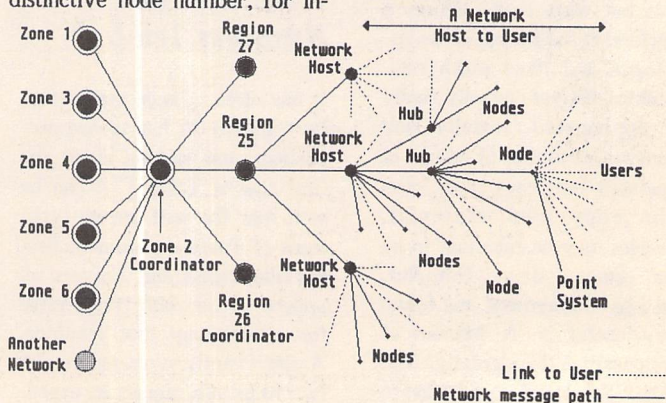 distinctive node number, for in-
Zone 1
Zone 3
Zone 4
Zone 5
Zone 6
Another
Network
Zone 2
Coordinator
Region
27
Region
25
Region
26
Coordinator
A Network
Host to User
Network
Host
Network
Host
Network
Host
Hub
Hub
Nodes
Node
Users
Nodes
Node
Point
System
Nodes
Link to User
Network message path